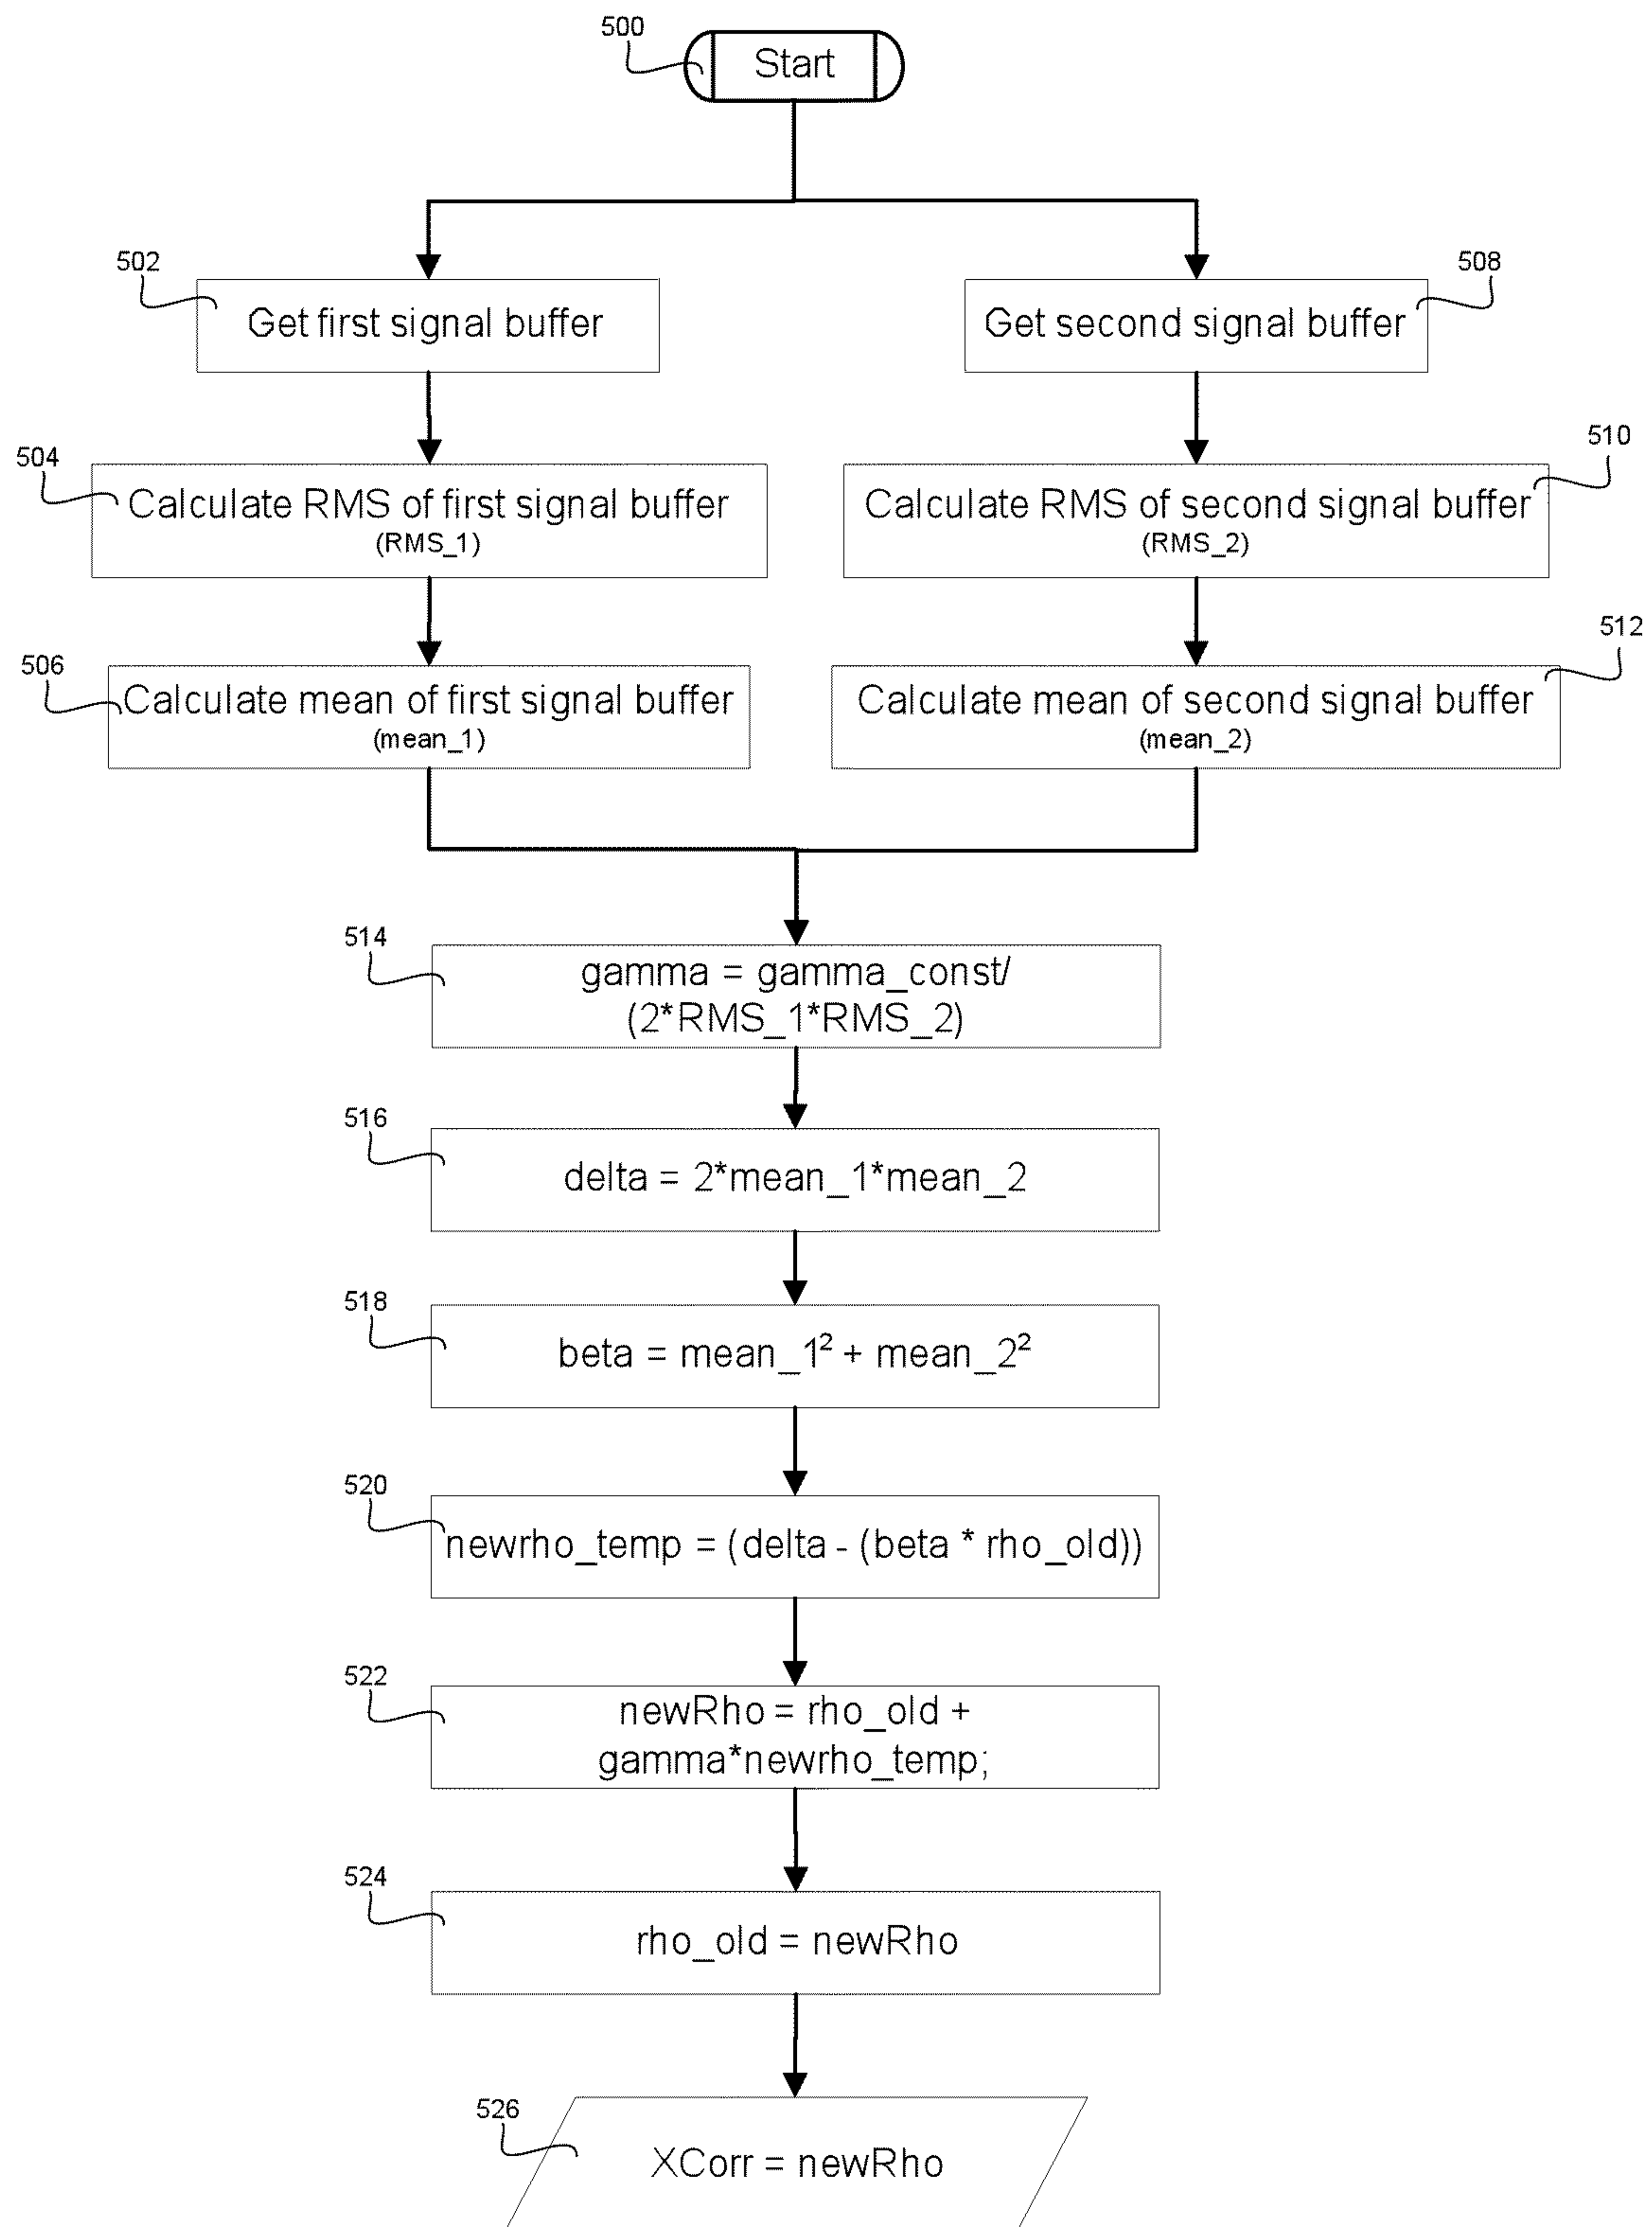 500
Start
502
Get first signal buffer
508
Get second signal buffer
504
Calculate RMS of first signal buffer
(RMS_1)
510
Calculate RMS of second signal buffer
(RMS_2)
506
Calculate mean of first signal buffer
(mean_1)
512
Calculate mean of second signal buffer
(mean_2)
514
gamma = gamma_const/
(2*RMS_1*RMS_2)
516
delta = 2*mean_1*mean_2
518
beta = mean_1² + mean_2²
520
newrho_temp = (delta - (beta * rho_old))
522
newRho = rho_old +
gamma*newrho_temp;
524
rho_old = newRho
526
XCorr = newRho